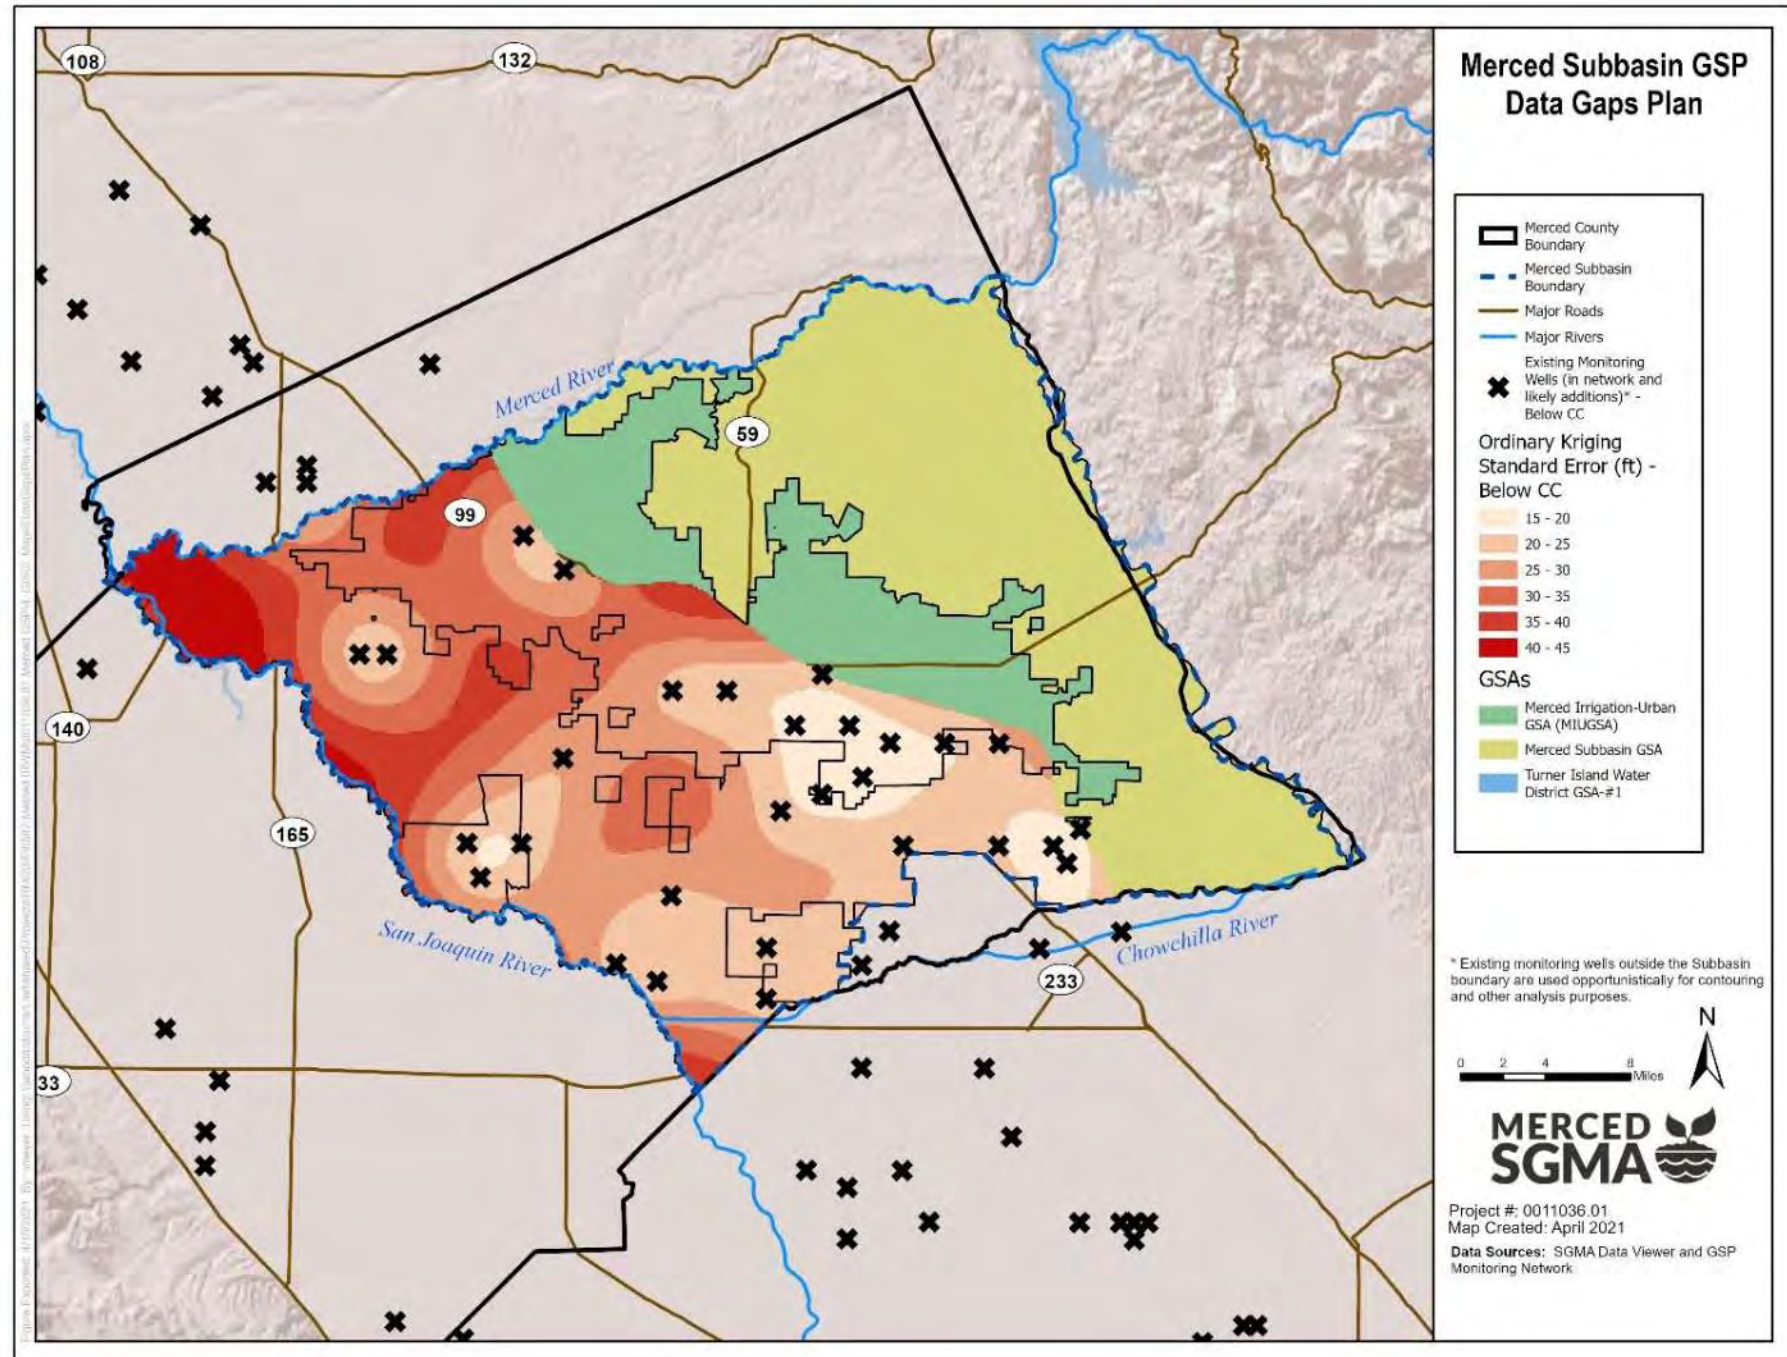 Merced Subbasin GSP
Data Gaps Plan
Merced County
Boundary
Merced Subbasin
Boundary
Major Roads
Major Rivers
Existing Monitoring
Wells (in network and
likely additions)* -
Below CC
Ordinary Kriging
Standard Error (ft) -
Below CC
15 - 20
20 - 25
25 - 30
30 - 35
35 - 40
40 - 45
GSAs
Merced Irrigation-Urban
GSA (MIUGSA)
Merced Subbasin GSA
Turner Island Water
District GSA-#1
* Existing monitoring wells outside the Subbasin
boundary are used opportunistically for contouring
and other analysis purposes.
N
0 2 4 8
Miles
MERCED
SGMA
Project #: 0011036.01
Map Created: April 2021
Data Sources: SGMA Data Viewer and GSP
Monitoring Network
108
132
Merced River
59
99
140
165
San Joaquin River
Chowchilla River
233
33